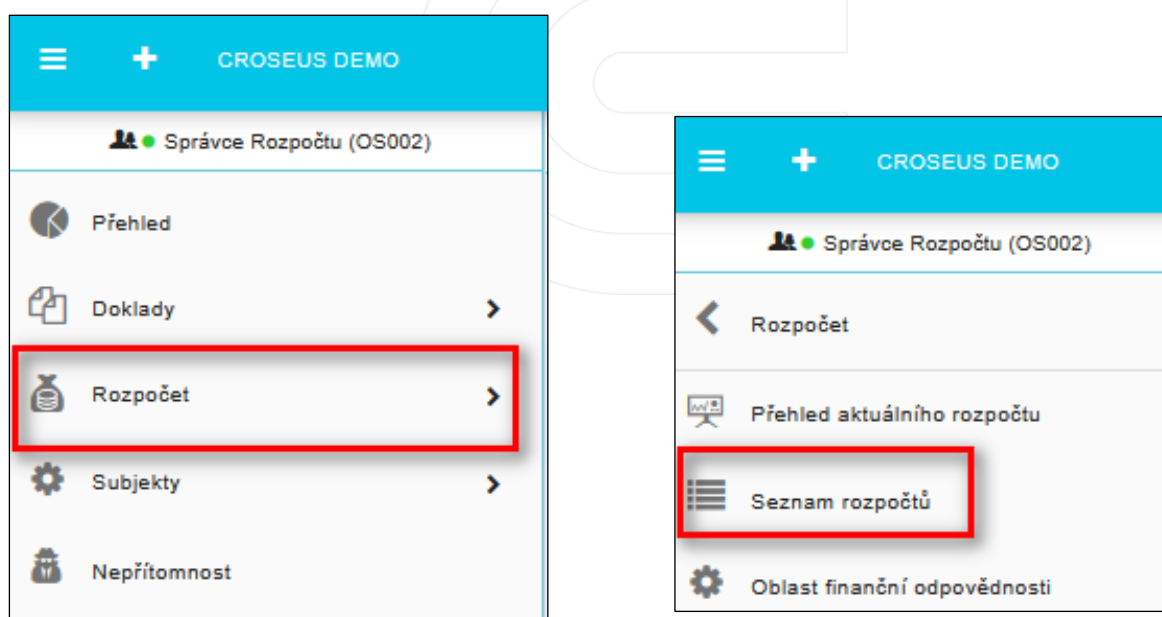 CROSEUS DEMO
Správce Rozpočtu (OS002)
Přehled
Doklady
Rozpočet
Subjekty
Nepřítomnost
CROSEUS DEMO
Správce Rozpočtu (OS002)
Rozpočet
Přehled aktuálního rozpočtu
Seznam rozpočtů
Oblast finanční odpovědnosti